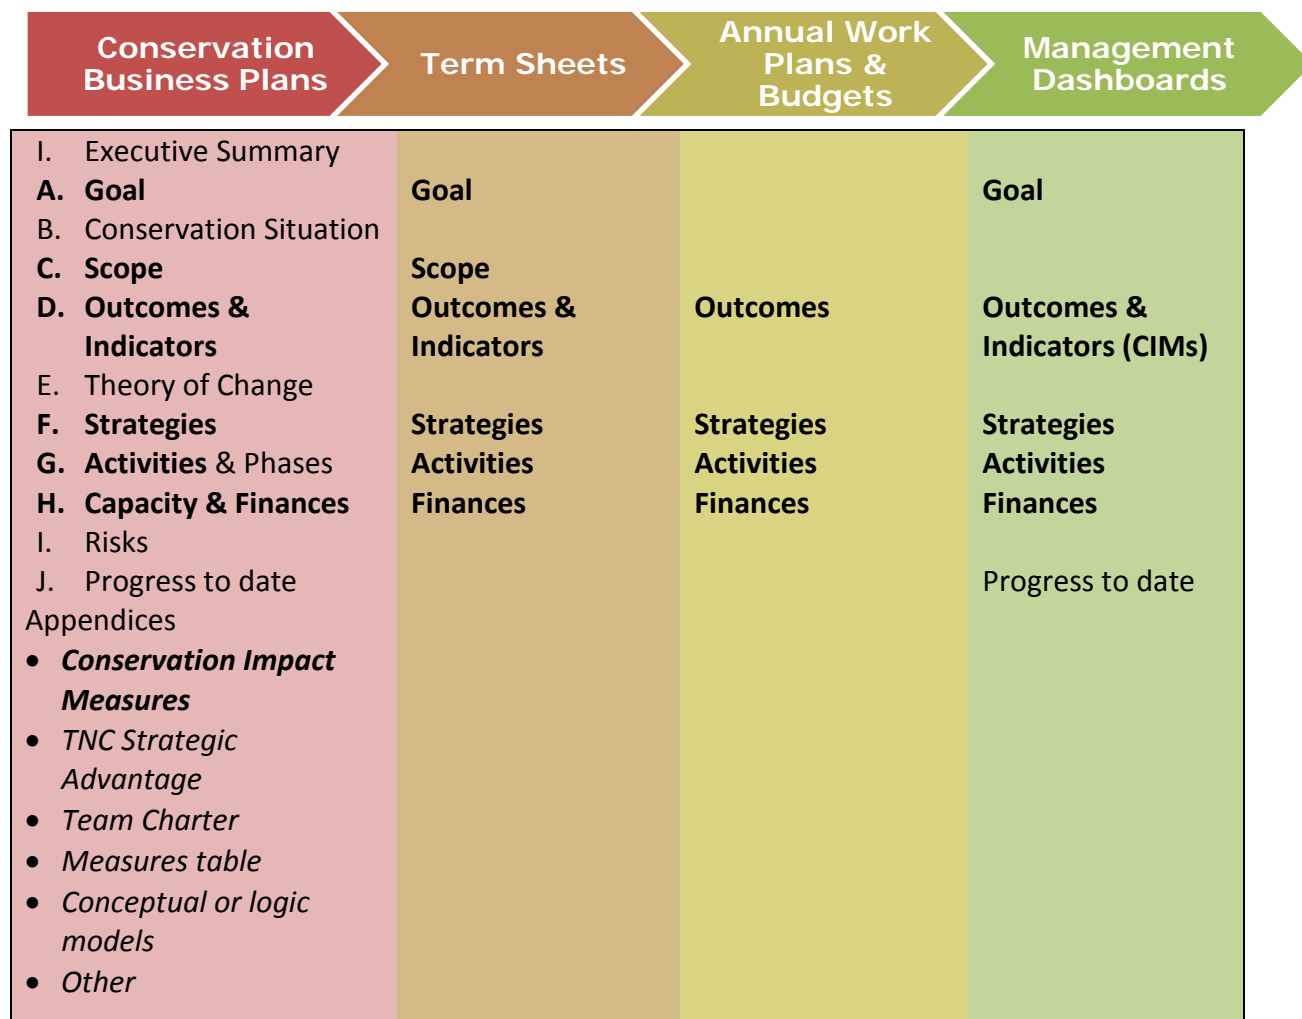 Conservation
Business Plans
Term Sheets
Annual Work
Plans &
Budgets
Management
Dashboards
I. Executive Summary
A. Goal
B. Conservation Situation
C. Scope
D. Outcomes &
Indicators
E. Theory of Change
F. Strategies
G. Activities & Phases
H. Capacity & Finances
I. Risks
J. Progress to date
Appendices
• Conservation Impact
Measures
• TNC Strategic
Advantage
• Team Charter
• Measures table
• Conceptual or logic
models
• Other
Goal
Scope
Outcomes &
Indicators
Strategies
Activities
Finances
Outcomes
Strategies
Activities
Finances
Goal
Outcomes &
Indicators (CIMs)
Strategies
Activities
Finances
Progress to date